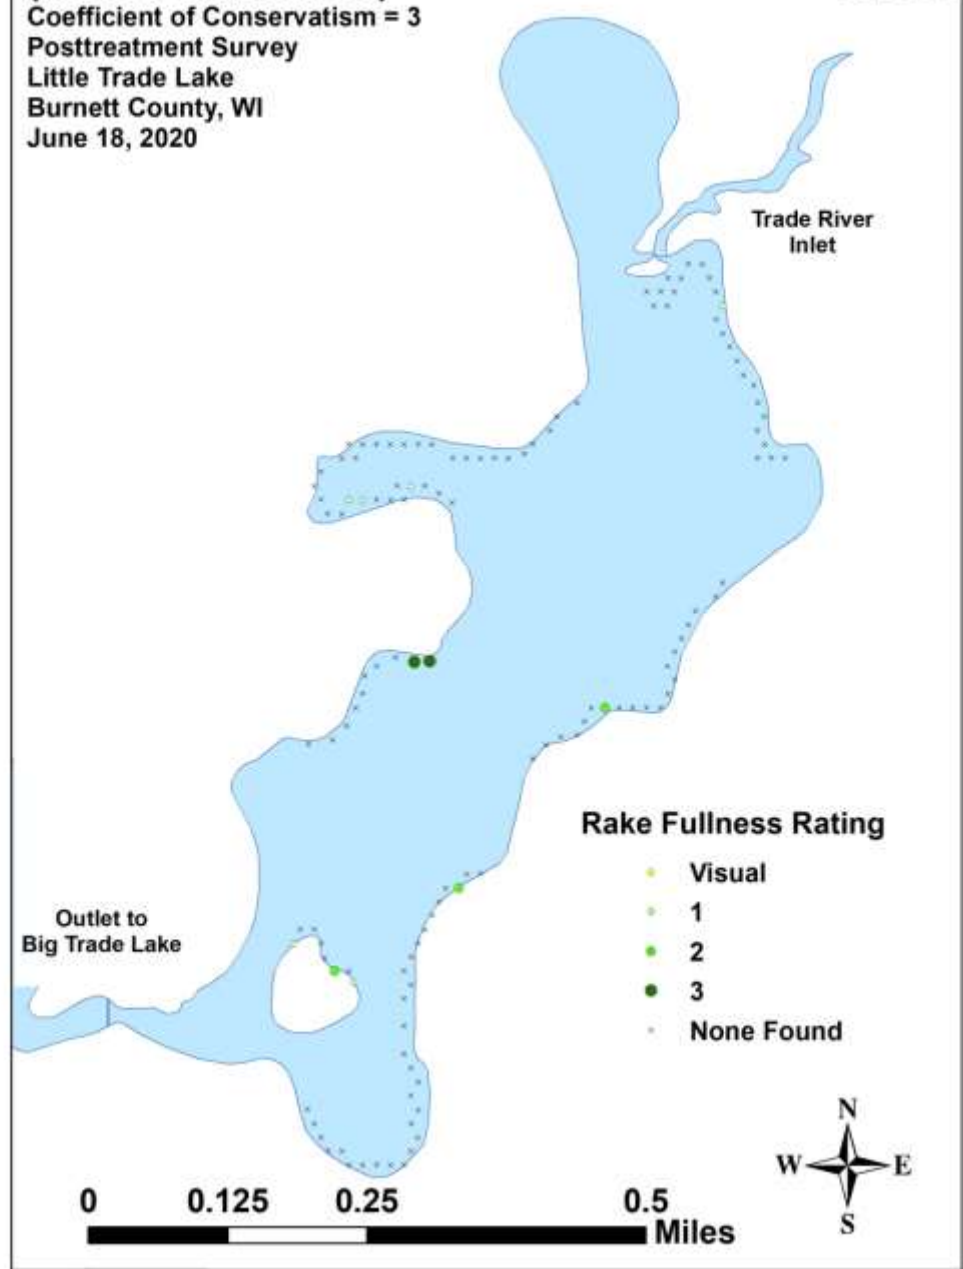 Coefficient of Conservatism = 3
Posttreatment Survey
Little Trade Lake
Burnett County, WI
June 18, 2020
Trade River
Inlet
Rake Fullness Rating
Visual
1
2
3
None Found
Outlet to
Big Trade Lake
N
W E
S
0 0.125 0.25 0.5
Miles